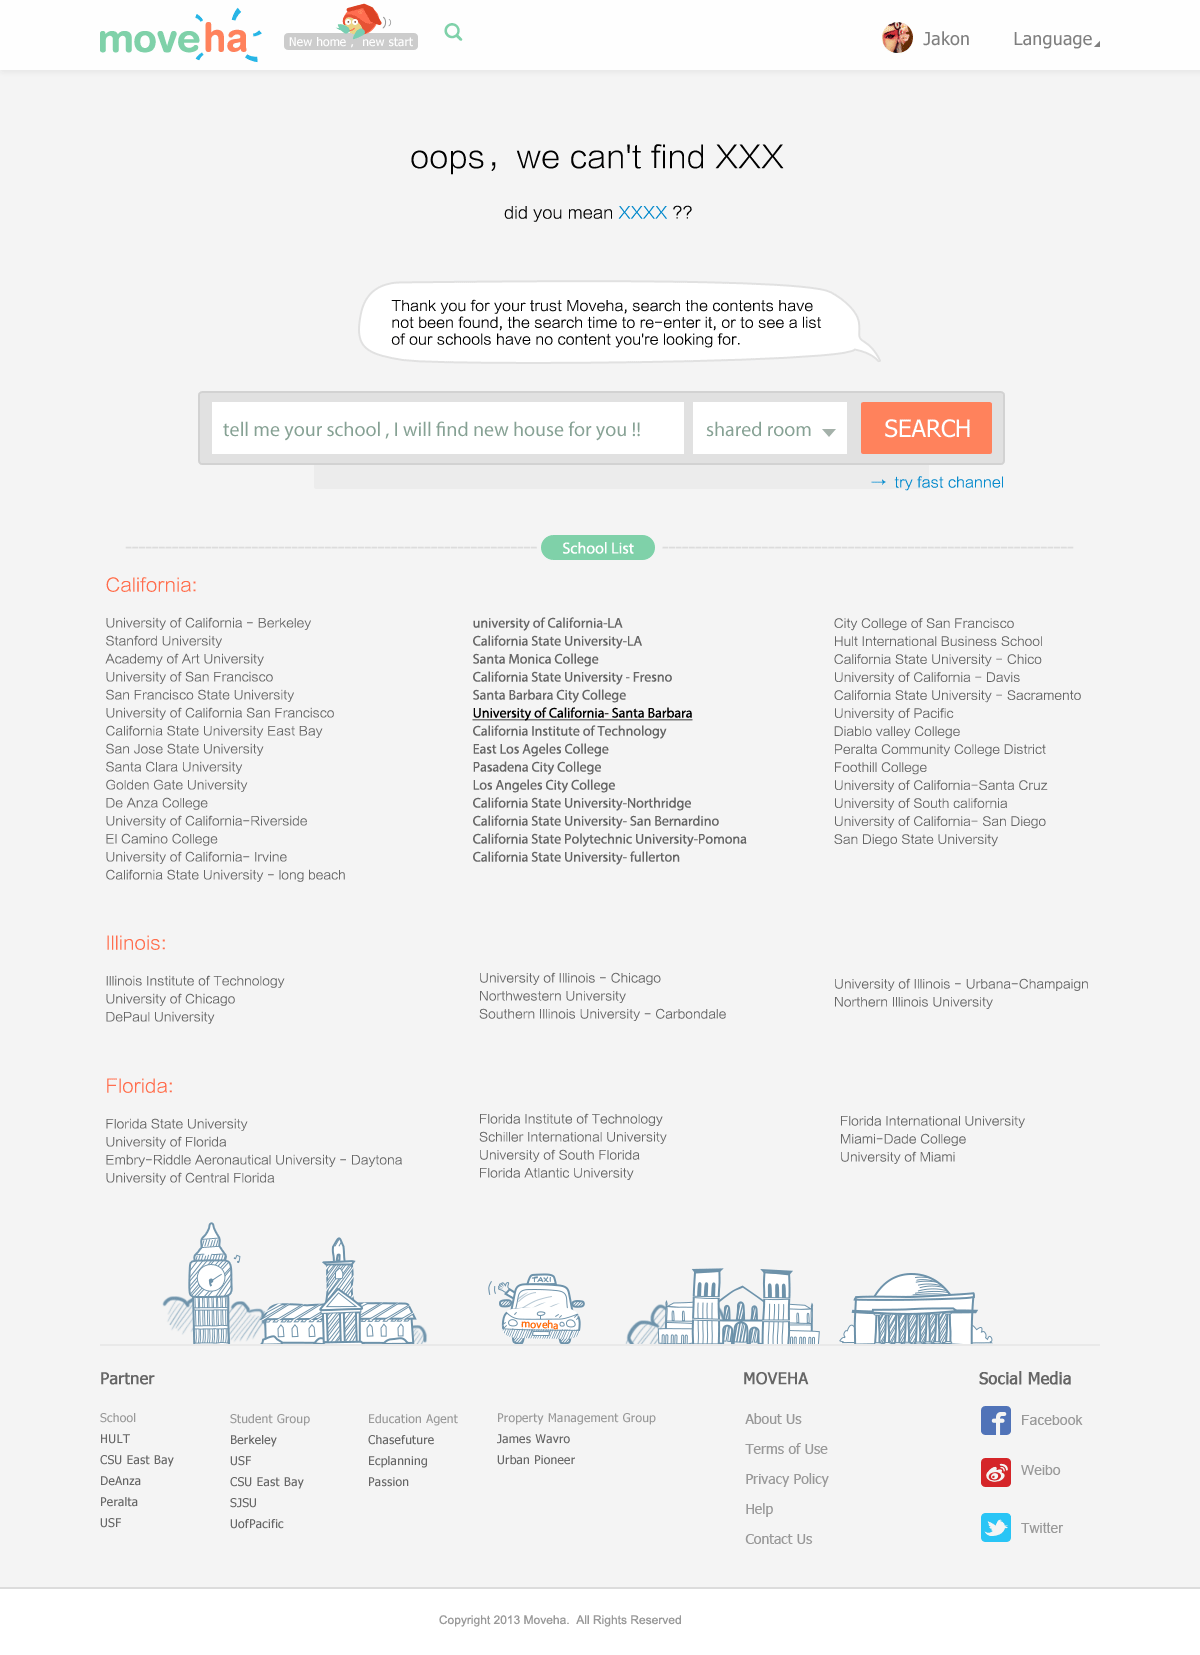 moveha
New home , new start
Jakon
Language
oops, we can't find XXX
did you mean XXXX ??
Thank you for your trust Moveha, search the contents have
not been found, the search time to re-enter it, or to see a list
of our schools have no content you're looking for.
tell me your school , I will find new house for you !!
shared room
SEARCH
→ try fast channel
School List
California:
University of California - Berkeley
Stanford University
Academy of Art University
University of San Francisco
San Francisco State University
University of California San Francisco
California State University East Bay
San Jose State University
Santa Clara University
Golden Gate University
De Anza College
University of California-Riverside
El Camino College
University of California- Irvine
California State University - long beach
university of California-LA
California State University-LA
Santa Monica College
California State University - Fresno
Santa Barbara City College
University of California- Santa Barbara
California Institute of Technology
East Los Ageles College
Pasadena City College
Los Angeles City College
California State University-Northridge
California State University- San Bernardino
California State Polytechnic University-Pomona
California State University- fullerton
City College of San Francisco
Hult International Business School
California State University - Chico
University of California - Davis
California State University - Sacramento
University of Pacific
Diablo valley College
Peralta Community College District
Foothill College
University of California-Santa Cruz
University of South california
University of California- San Diego
San Diego State University
Illinois:
Illinois Institute of Technology
University of Chicago
DePaul University
University of Illinois - Chicago
Northwestern University
Southern Illinois University - Carbondale
University of Illinois - Urbana-Champaign
Northern Illinois University
Florida:
Florida State University
University of Florida
Embry-Riddle Aeronautical University - Daytona
University of Central Florida
Florida Institute of Technology
Schiller International University
University of South Florida
Florida Atlantic University
Florida International University
Miami-Dade College
University of Miami
TAXI
moveha
Partner
School
HULT
CSU East Bay
DeAnza
Peralta
USF
Student Group
Berkeley
USF
CSU East Bay
SJSU
UofPacific
Education Agent
Chasefuture
Ecplanning
Passion
Property Management Group
James Wavro
Urban Pioneer
MOVEHA
About Us
Terms of Use
Privacy Policy
Help
Contact Us
Social Media
Facebook
Weibo
Twitter
Copyright 2013 Moveha. All Rights Reserved